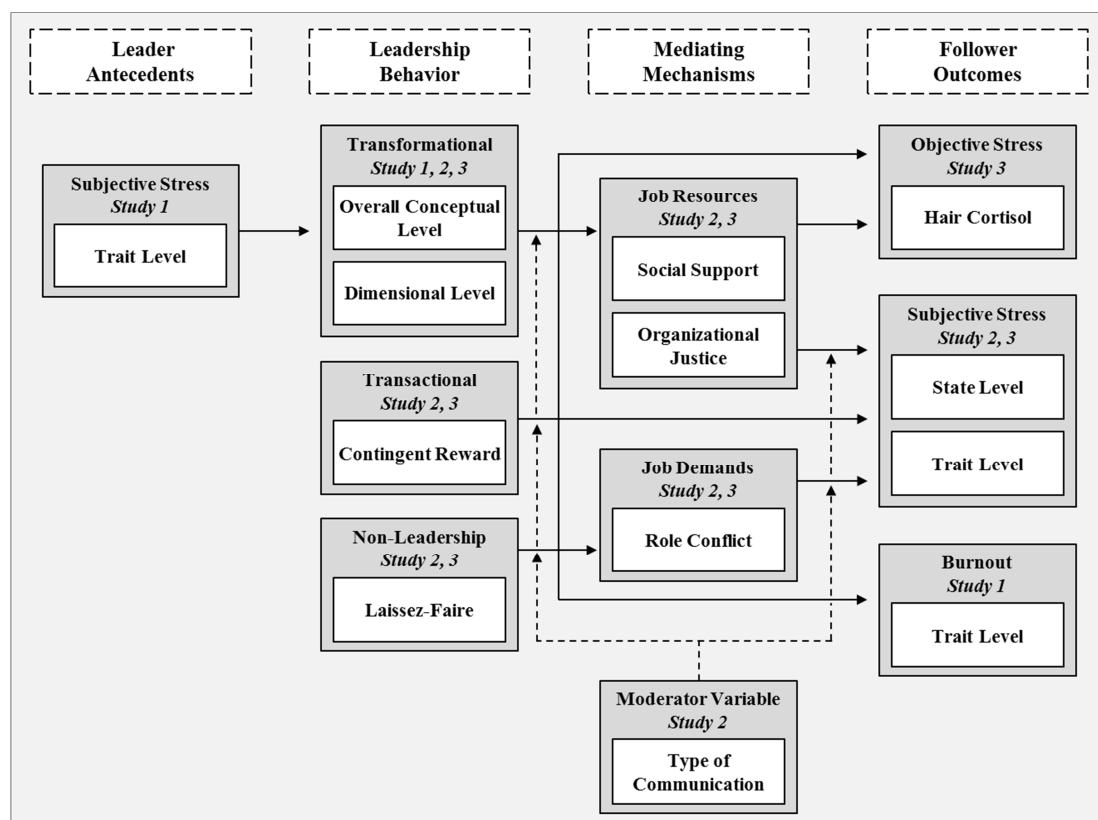 Leader
Antecedents
Leadership
Behavior
Mediating
Mechanisms
Follower
Outcomes
Subjective Stress
Study 1
Trait Level
Transformational
Study 1, 2, 3
Overall Conceptual
Level
Dimensional Level
Transactional
Study 2, 3
Contingent Reward
Non-Leadership
Study 2, 3
Laissez-Faire
Job Resources
Study 2, 3
Social Support
Organizational
Justice
Job Demands
Study 2, 3
Role Conflict
Moderator Variable
Study 2
Type of
Communication
Objective Stress
Study 3
Hair Cortisol
Subjective Stress
Study 2, 3
State Level
Trait Level
Burnout
Study 1
Trait Level